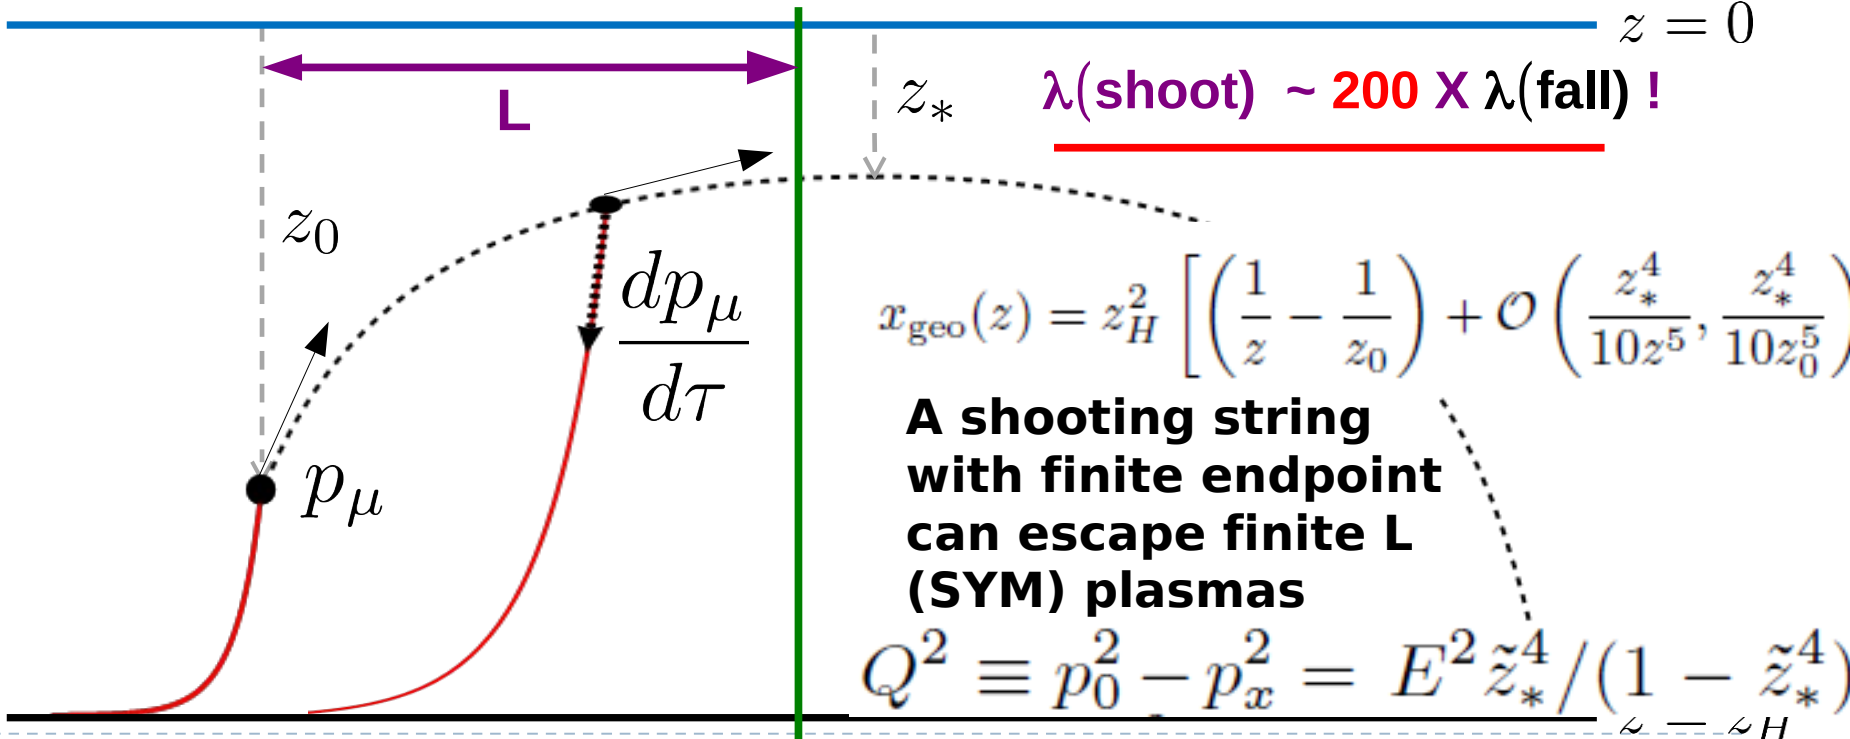 z = 0
λ(shoot) ~ 200 X λ(fall) !
L
z_*
z_0
dp_μ/dτ
p_μ
x_geo(z) = z_H^2 [(1/z − 1/z_0) + O(z_*^4/10z^5, z_*^4/10z_0^5)
A shooting string
with finite endpoint
can escape finite L
(SYM) plasmas
Q^2 ≡ p_0^2 − p_x^2 = E^2 z̃_*^4/(1 − z̃_*^4)
z = z_H